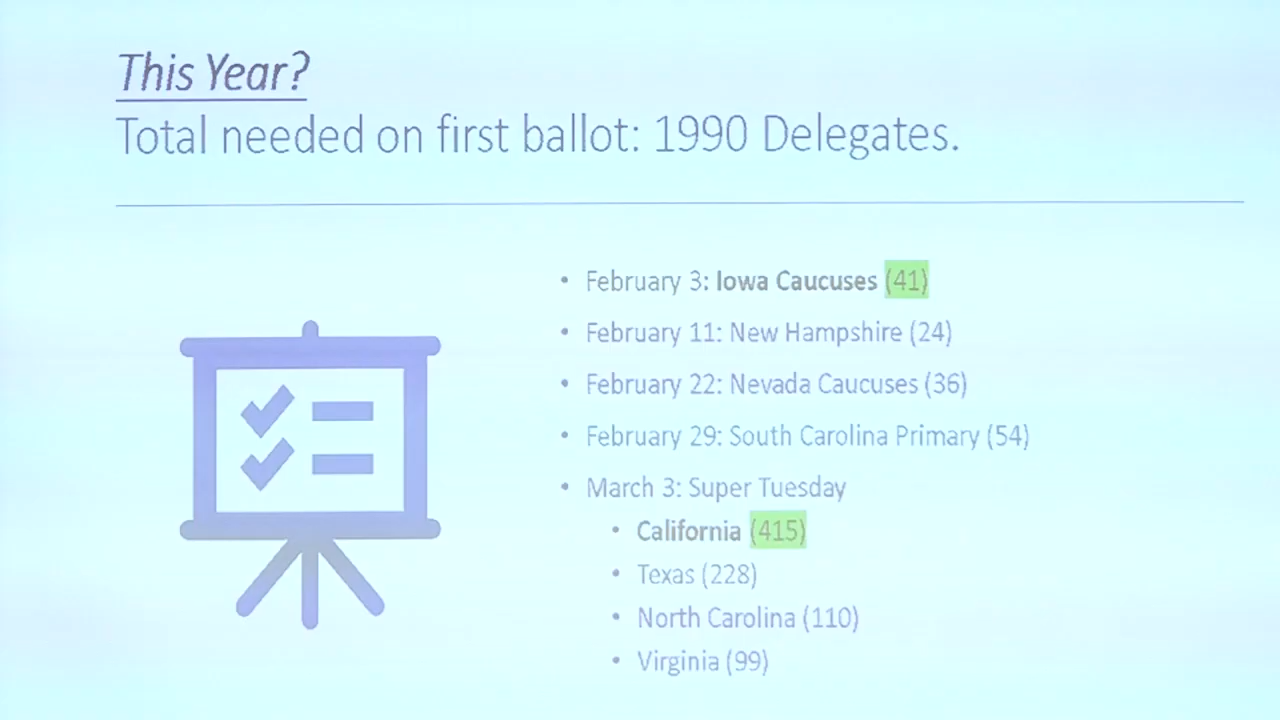 This Year?
Total needed on first ballot: 1990 Delegates.
• February 3: Iowa Caucuses (41)
• February 11: New Hampshire (24)
• February 22: Nevada Caucuses (36)
• February 29: South Carolina Primary (54)
• March 3: Super Tuesday
• California (415)
• Texas (228)
• North Carolina (110)
• Virginia (99)